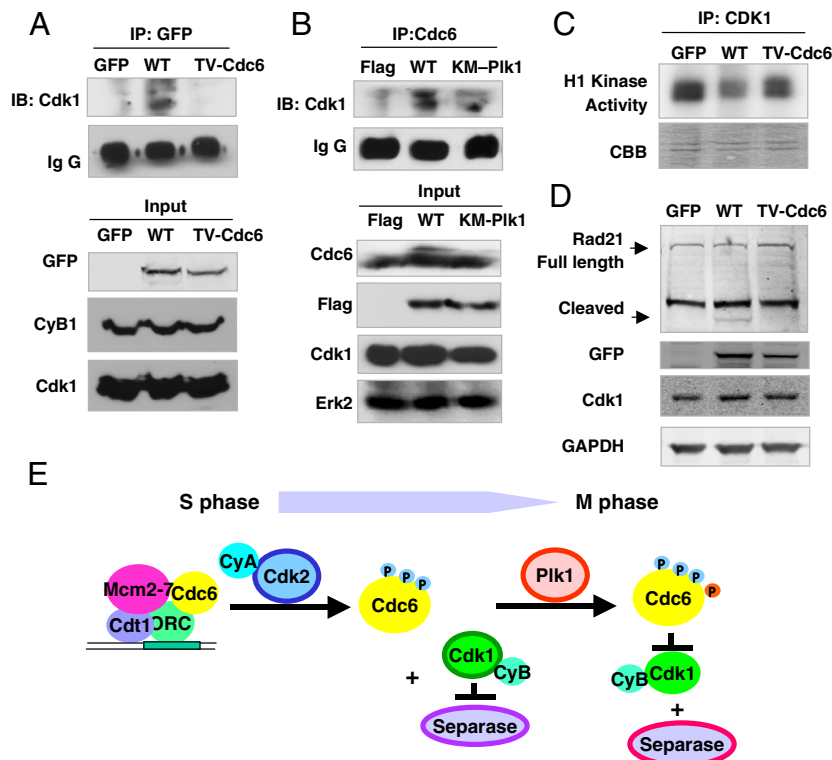 A
IP: GFP
GFP WT TV-Cdc6
IB: Cdk1
Ig G
Input
GFP WT TV-Cdc6
GFP
CyB1
Cdk1
B
IP:Cdc6
Flag WT KM–Plk1
IB: Cdk1
Ig G
Input
Flag WT KM-Plk1
Cdc6
Flag
Cdk1
Erk2
C
IP: CDK1
GFP WT TV-Cdc6
H1 Kinase
Activity
CBB
D
GFP WT TV-Cdc6
Rad21
Full length
Cleaved
GFP
Cdk1
GAPDH
E
S phase M phase
Mcm2-7 Cdc6
Cdt1 ORC
CyA Cdk2
P P P
Cdc6
+
Cdk1
CyB
Separase
Plk1
P P P P
Cdc6
CyB Cdk1
+
Separase